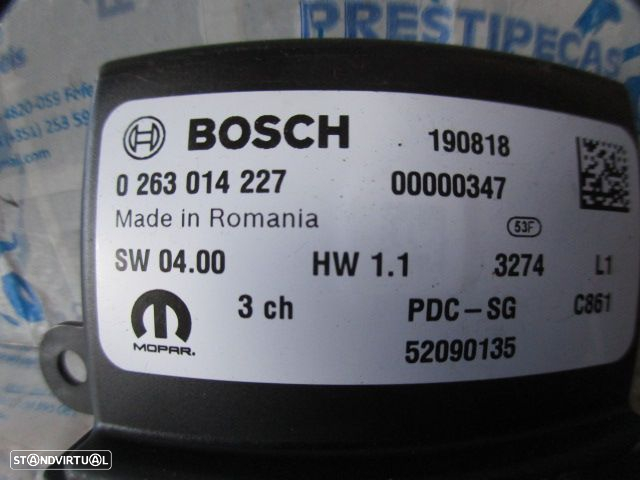 PRESTIPEÇAS
BOSCH 190818
0 263 014 227 00000347
Made in Romania 53F
SW 04.00 HW 1.1 3274 L1
3 ch PDC-SG C861
MOPAR. 52090135
STANDVIRTUAL